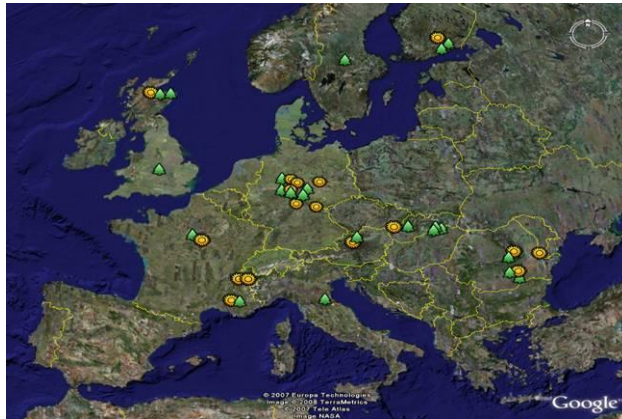 © 2007 Europa Technologies
Image © 2008 TerraMetrics
© 2007 Tele Atlas
Image NASA
Google